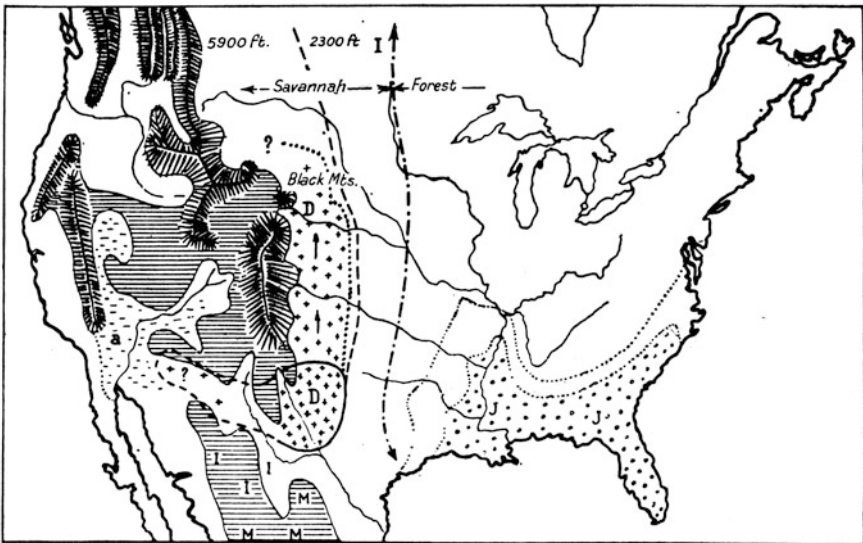 5900 ft. 2300 ft I
Savannah Forest
?
Black Mts.
D
a
?
D
J J
I I
I
M
M M